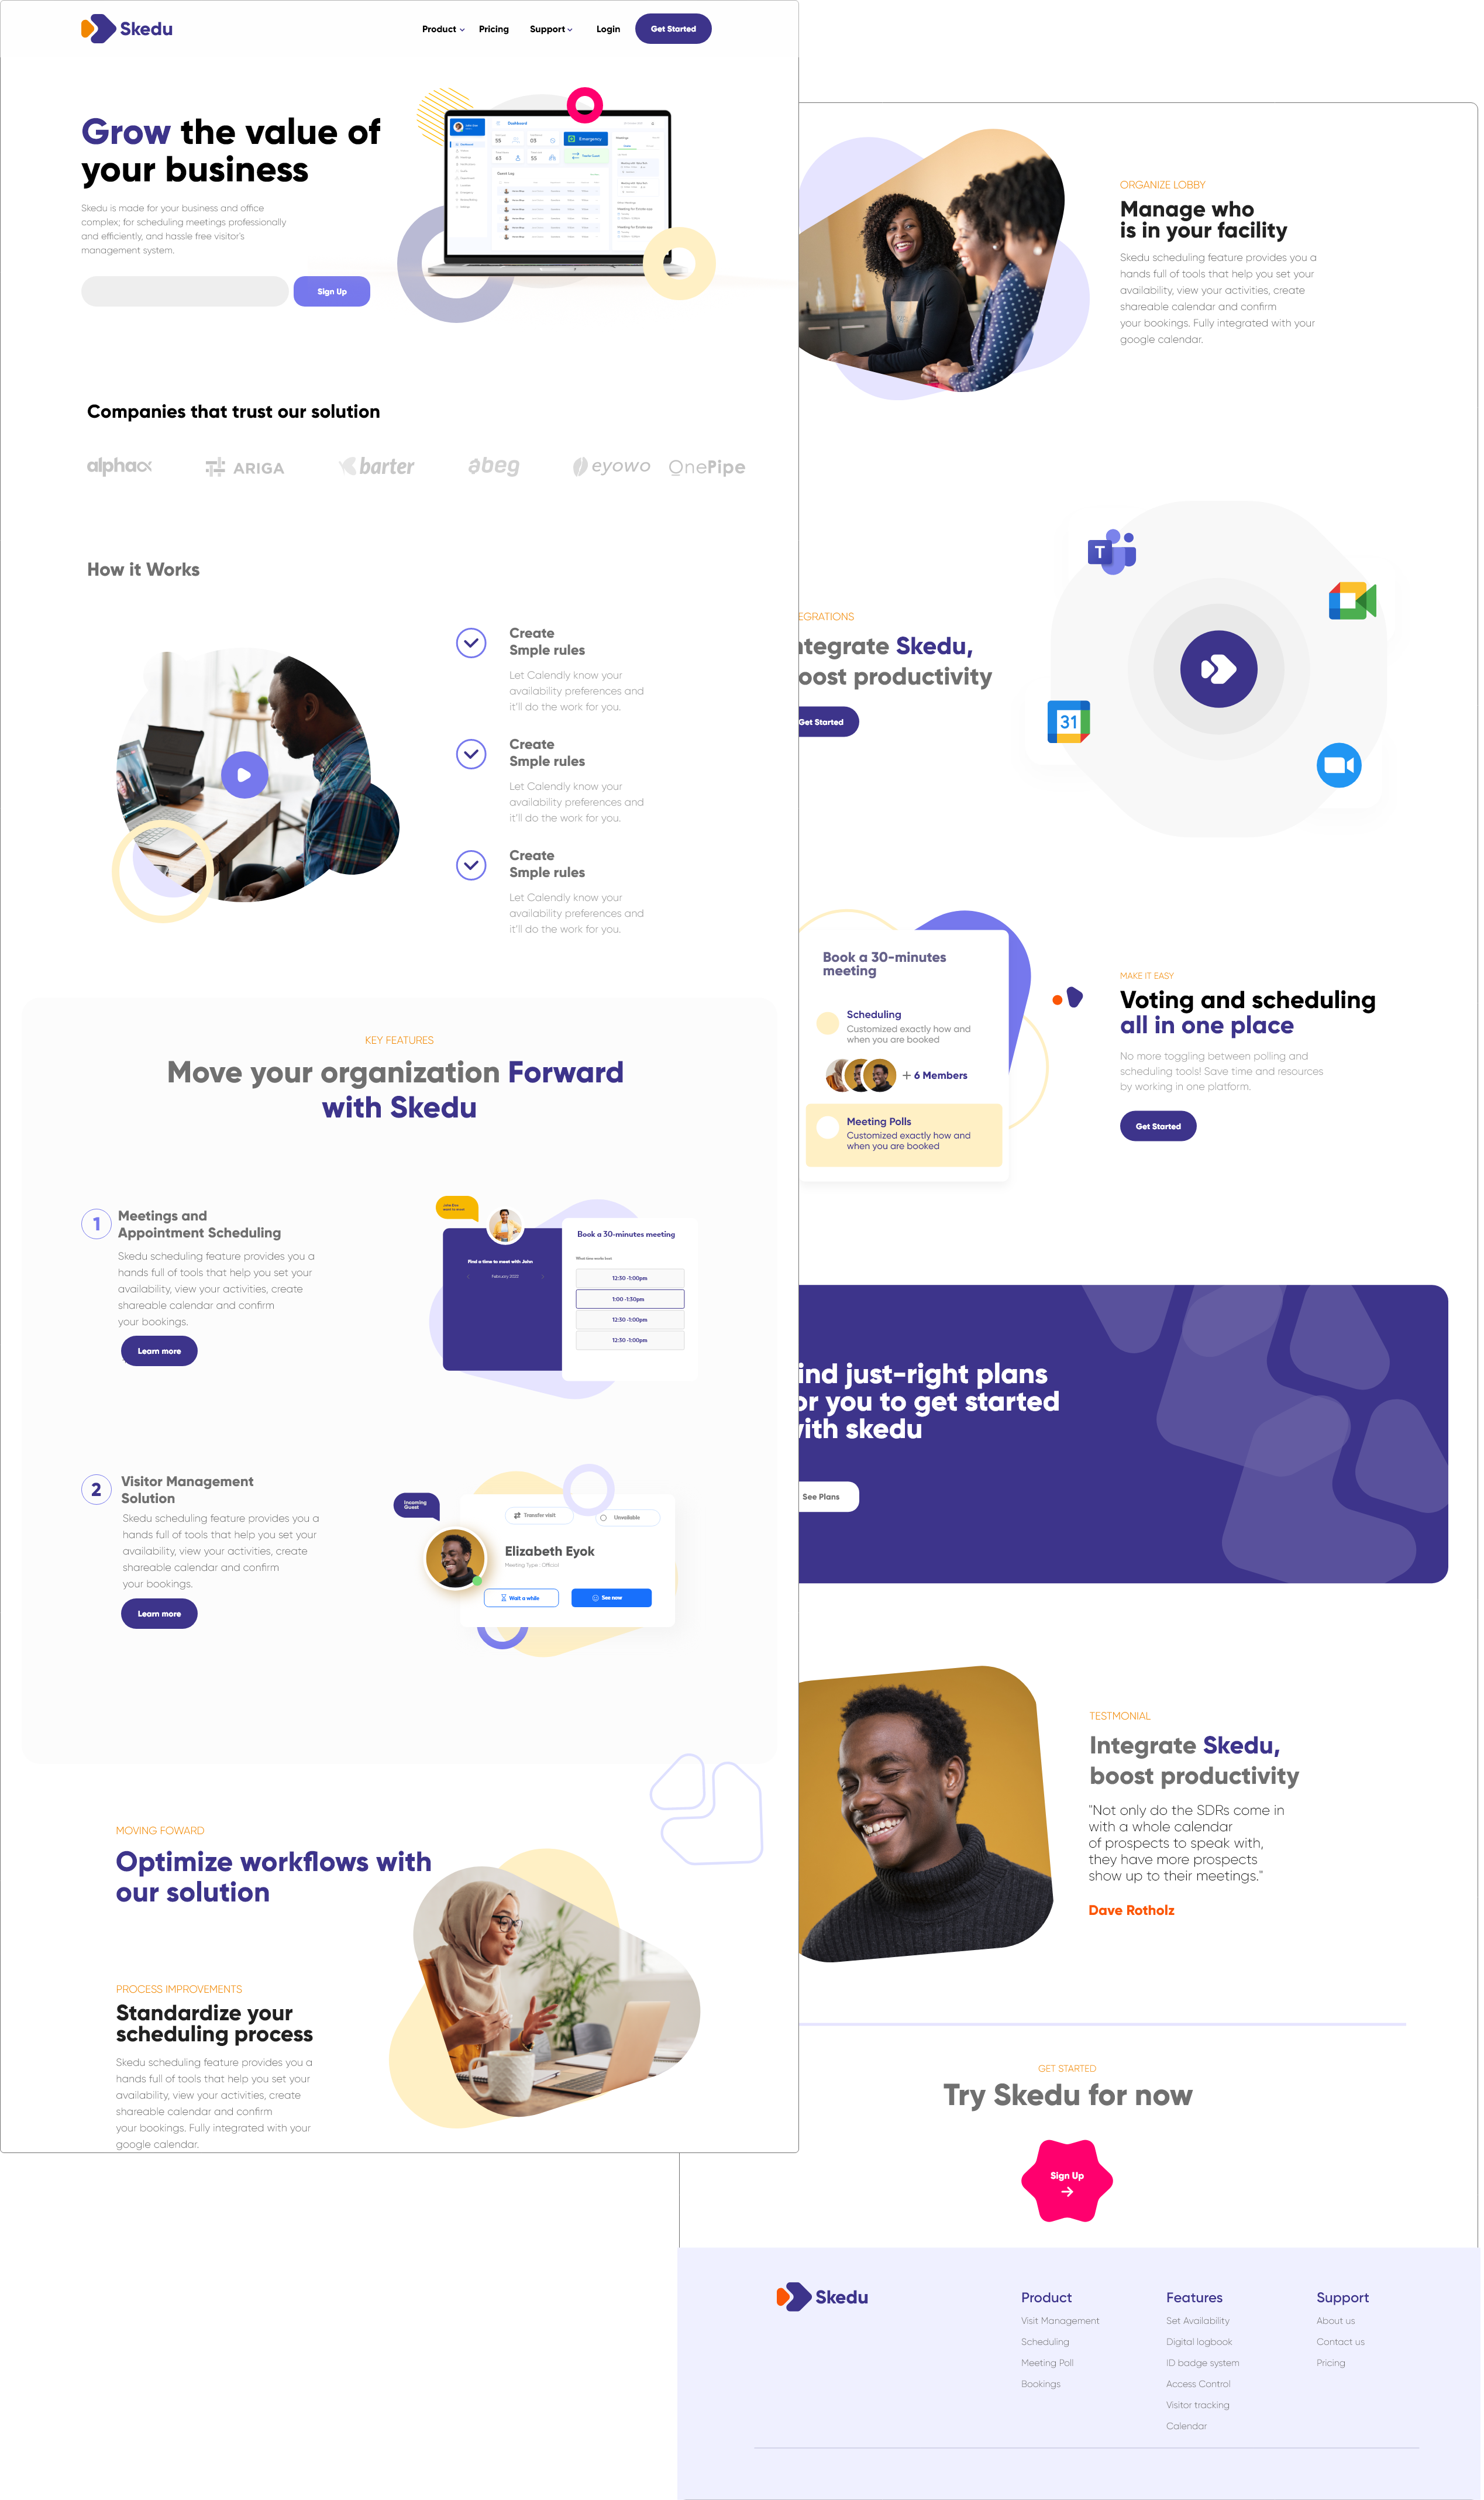 Skedu
Product
Pricing
Support
Login
Get Started
Grow the value of
your business
Skedu is made for your business and office
complex; for scheduling meetings professionally
and efficiently, and hassle free visitor's
management system.
Sign Up
Dashboard
Emergency
Guest Log
Companies that trust our solution
alphacx
ARIGA
barter
abeg
eyowo
OnePipe
How it Works
Create
Smple rules
Let Calendly know your
availability preferences and
it'll do the work for you.
Create
Smple rules
Let Calendly know your
availability preferences and
it'll do the work for you.
Create
Smple rules
Let Calendly know your
availability preferences and
it'll do the work for you.
KEY FEATURES
Move your organization Forward
with Skedu
1
Meetings and
Appointment Scheduling
Skedu scheduling feature provides you a
hands full of tools that help you set your
availability, view your activities, create
shareable calendar and confirm
your bookings.
Learn more
Find a time to meet with John
February 2022
Book a 30-minutes meeting
What time works best
12:30 -1:00pm
1:00 -1:30pm
12:30 -1:00pm
12:30 -1:00pm
2
Visitor Management
Solution
Skedu scheduling feature provides you a
hands full of tools that help you set your
availability, view your activities, create
shareable calendar and confirm
your bookings.
Learn more
Incoming
Guest
Transfer visit
Unvailable
Elizabeth Eyok
Meeting Type : Official
Wait a while
See now
MOVING FOWARD
Optimize workflows with
our solution
PROCESS IMPROVEMENTS
Standardize your
scheduling process
Skedu scheduling feature provides you a
hands full of tools that help you set your
availability, view your activities, create
shareable calendar and confirm
your bookings. Fully integrated with your
google calendar.
ORGANIZE LOBBY
Manage who
is in your facility
Skedu scheduling feature provides you a
hands full of tools that help you set your
availability, view your activities, create
shareable calendar and confirm
your bookings. Fully integrated with your
google calendar.
EGRATIONS
ntegrate Skedu,
oost productivity
Get Started
T
31
Book a 30-minutes
meeting
Scheduling
Customized exactly how and
when you are booked
+ 6 Members
Meeting Polls
Customized exactly how and
when you are booked
MAKE IT EASY
Voting and scheduling
all in one place
No more toggling between polling and
scheduling tools! Save time and resources
by working in one platform.
Get Started
ind just-right plans
or you to get started
vith skedu
See Plans
TESTMONIAL
Integrate Skedu,
boost productivity
"Not only do the SDRs come in
with a whole calendar
of prospects to speak with,
they have more prospects
show up to their meetings."
Dave Rotholz
GET STARTED
Try Skedu for now
Sign Up
Skedu
Product
Visit Management
Scheduling
Meeting Poll
Bookings
Features
Set Availability
Digital logbook
ID badge system
Access Control
Visitor tracking
Calendar
Support
About us
Contact us
Pricing